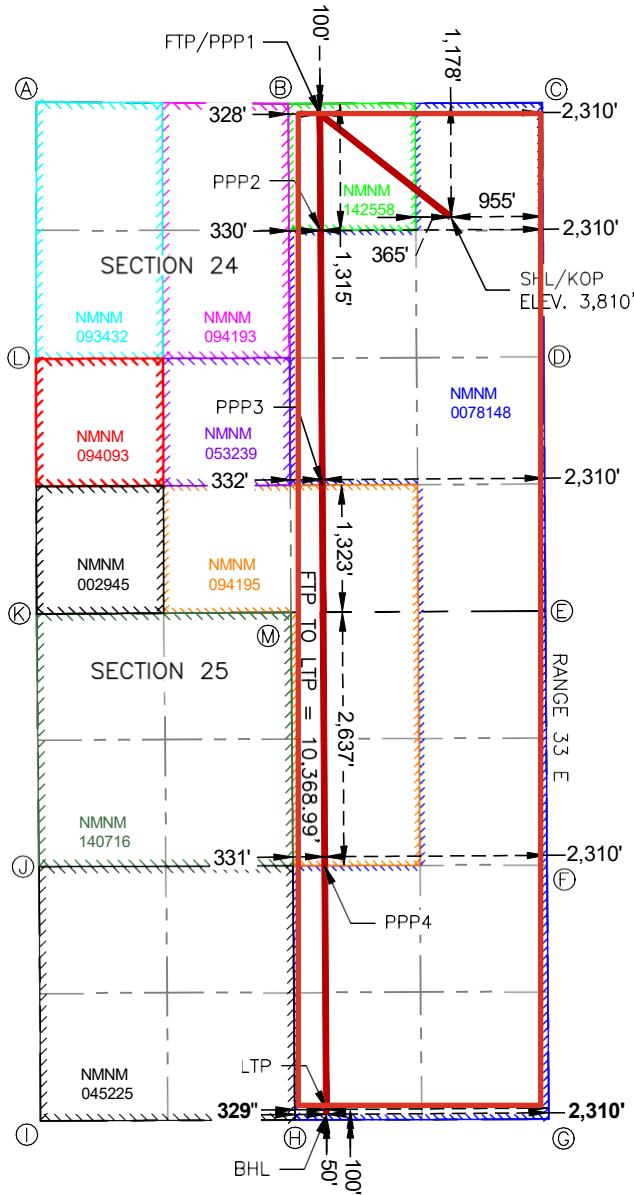 100'
FTP/PPP1
1,178'
A
B
C
328'
2,310'
PPP2
NMNM
142558
955'
330'
2,310'
365'
1,315'
SECTION 24
SHL/KOP
ELEV. 3,810'
NMNM
093432
NMNM
094193
L
D
NMNM
0078148
PPP3
NMNM
094093
NMNM
053239
332'
2,310'
1,323'
NMNM
002945
NMNM
094195
K
E
M
SECTION 25
FTP TO LTP = 10,368.99'
RANGE 33 E
2,637'
NMNM
140716
331'
2,310'
J
F
PPP4
NMNM
045225
LTP
329"
2,310'
I
H
G
BHL
50'
100'